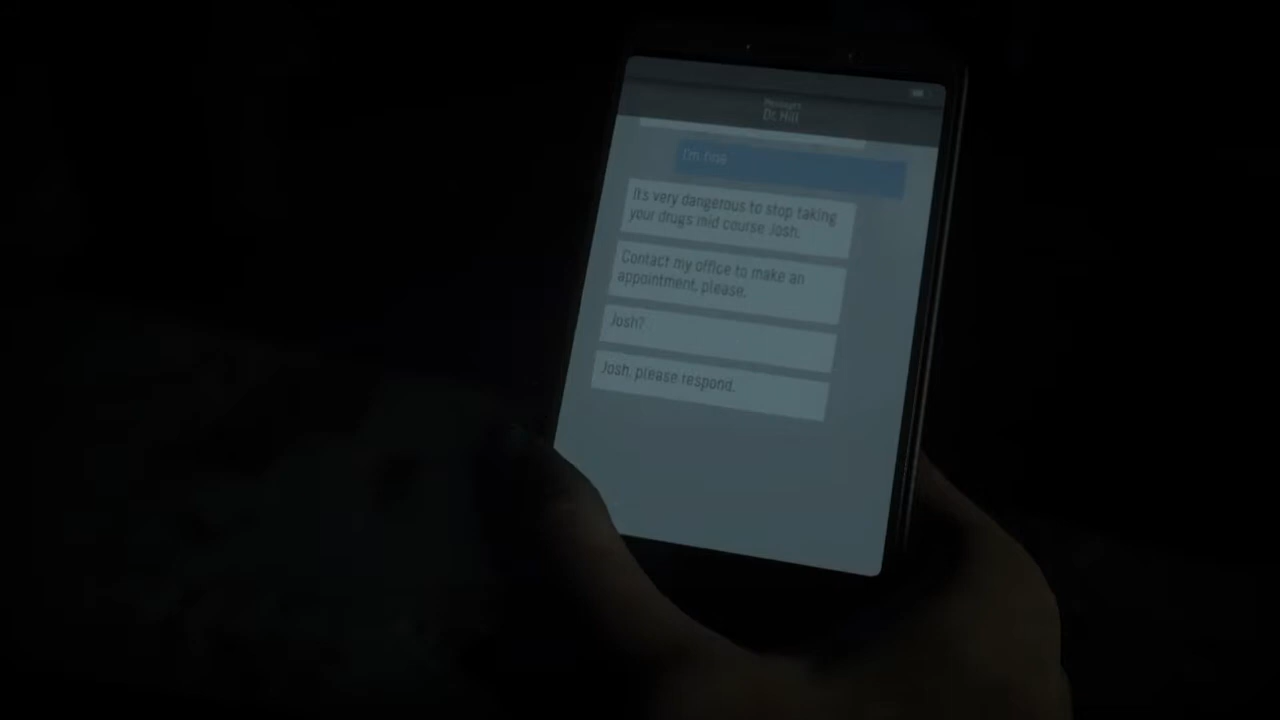 Messages
Dr. Hill
I'm fine
It's very dangerous to stop taking
your drugs mid course Josh.
Contact my office to make an
appointment, please.
Josh?
Josh, please respond.